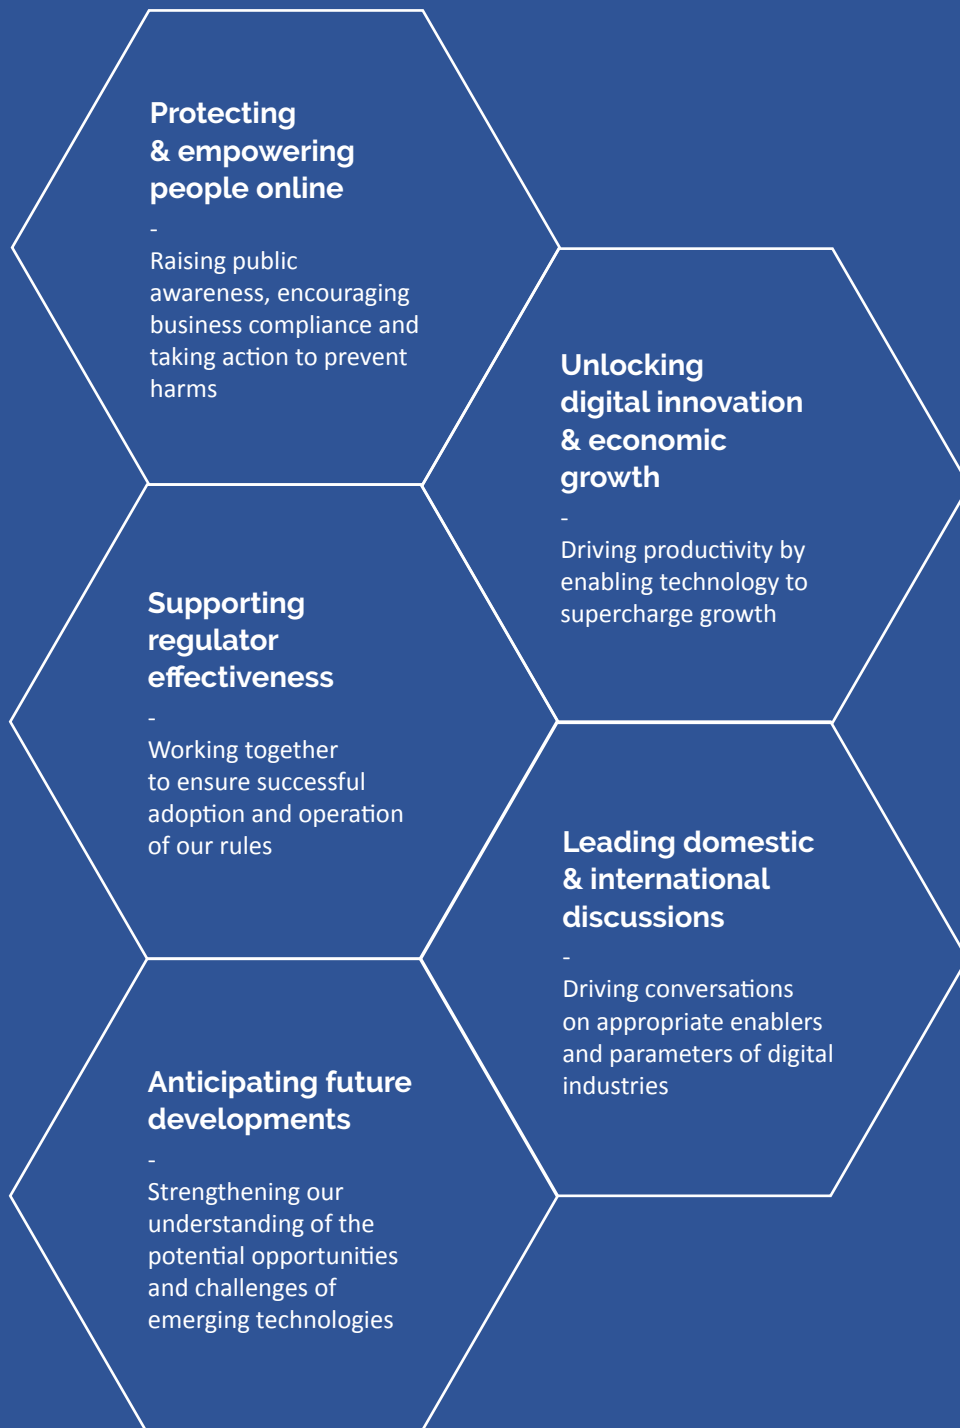 Protecting
& empowering
people online
-
Raising public
awareness, encouraging
business compliance and
taking action to prevent
harms
Unlocking
digital innovation
& economic
growth
-
Driving productivity by
enabling technology to
supercharge growth
Supporting
regulator
effectiveness
-
Working together
to ensure successful
adoption and operation
of our rules
Leading domestic
& international
discussions
-
Driving conversations
on appropriate enablers
and parameters of digital
industries
Anticipating future
developments
-
Strengthening our
understanding of the
potential opportunities
and challenges of
emerging technologies